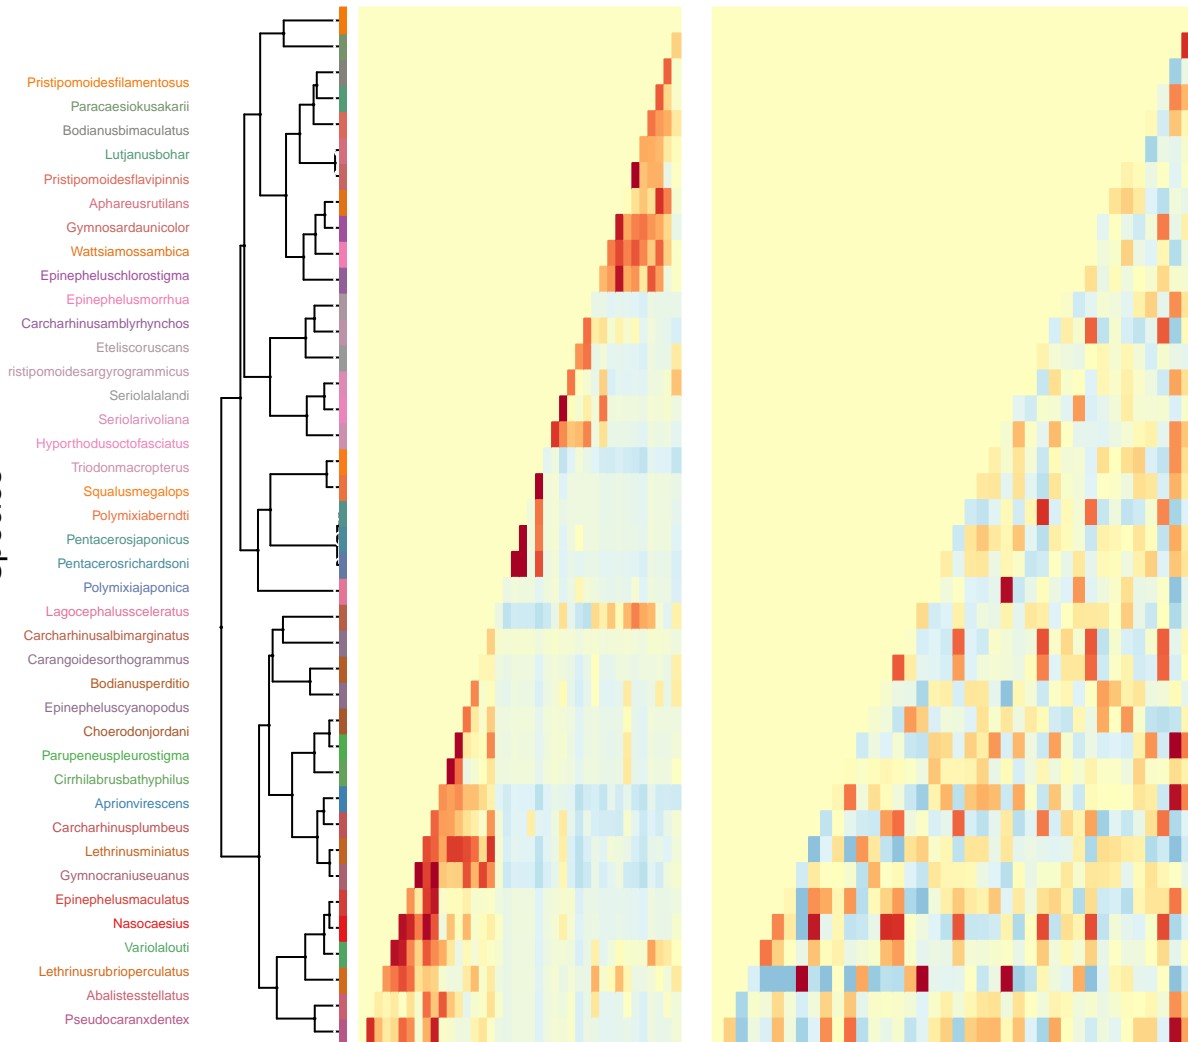 Pristipomoidesfilamentosus
Paracaesiokusakarii
Bodianusbimaculatus
Lutjanusbohar
Pristipomoidesflavipinnis
Aphareusrutilans
Gymnosardaunicolor
Wattsiamossambica
Epinepheluschlorostigma
Epinephelusmorrhua
Carcharhinusamblyrhynchos
Eteliscoruscans
ristipomoidesargyrogrammicus
Seriolalalandi
Seriolarivoliana
Hyporthodusoctofasciatus
Triodonmacropterus
Squalusmegalops
Polymixiaberndti
Pentacerosjaponicus
Pentacerosrichardsoni
Polymixiajaponica
Lagocephalussceleratus
Carcharhinusalbimarginatus
Carangoidesorthogrammus
Bodianusperditio
Epinepheluscyanopodus
Choerodonjordani
Parupeneuspleurostigma
Cirrhilabrusbathyphilus
Aprionvirescens
Carcharhinusplumbeus
Lethrinusminiatus
Gymnocraniuseuanus
Epinephelusmaculatus
Nasocaesius
Variolalouti
Lethrinusrubrioperculatus
Abalistesstellatus
Pseudocaranxdentex